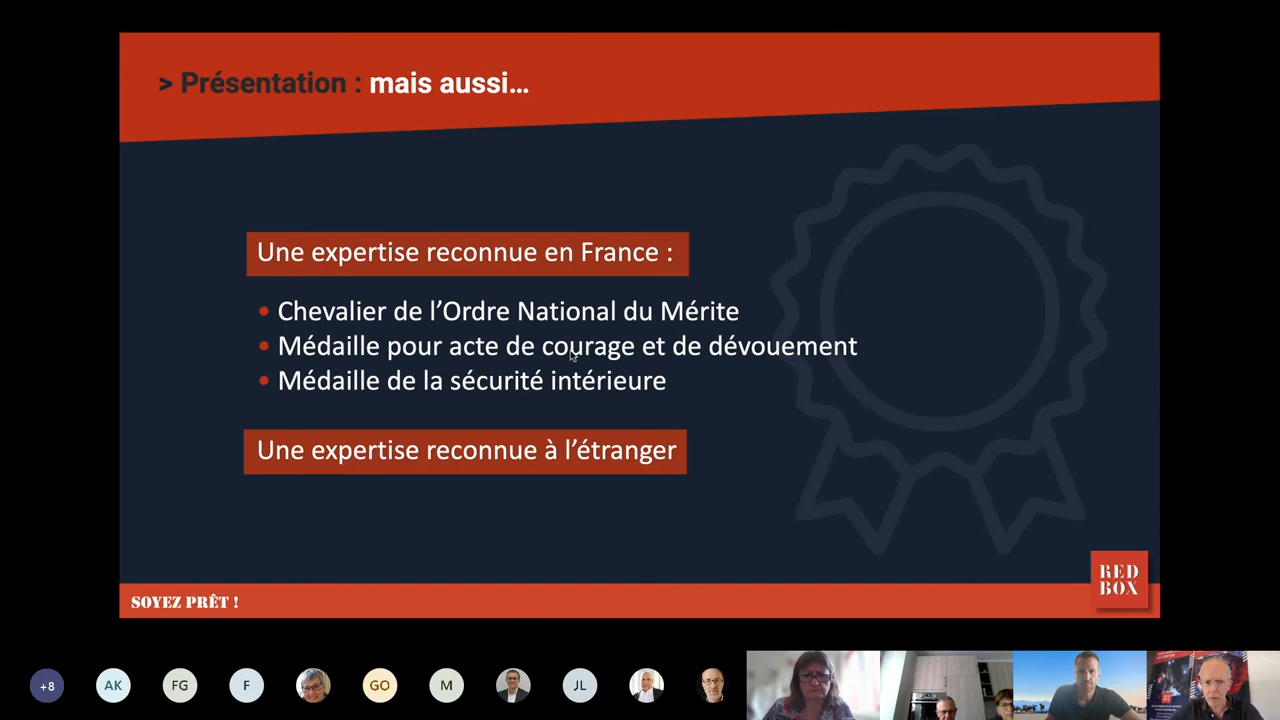 > Présentation : mais aussi…
Une expertise reconnue en France :
• Chevalier de l’Ordre National du Mérite
• Médaille pour acte de courage et de dévouement
• Médaille de la sécurité intérieure
Une expertise reconnue à l’étranger
RED
BOX
SOYEZ PRÊT !
+8
AK
FG
F
GO
M
JL